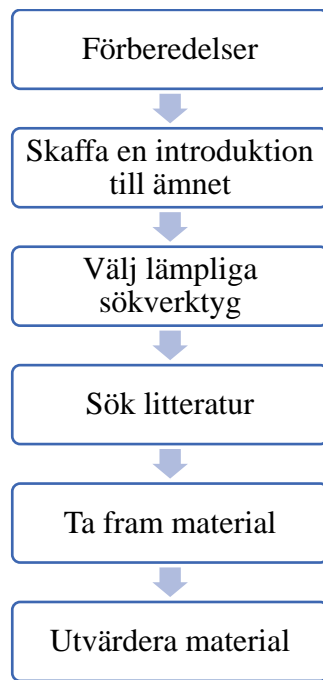 Förberedelser
Skaffa en introduktion
till ämnet
Välj lämpliga
sökverktyg
Sök litteratur
Ta fram material
Utvärdera material